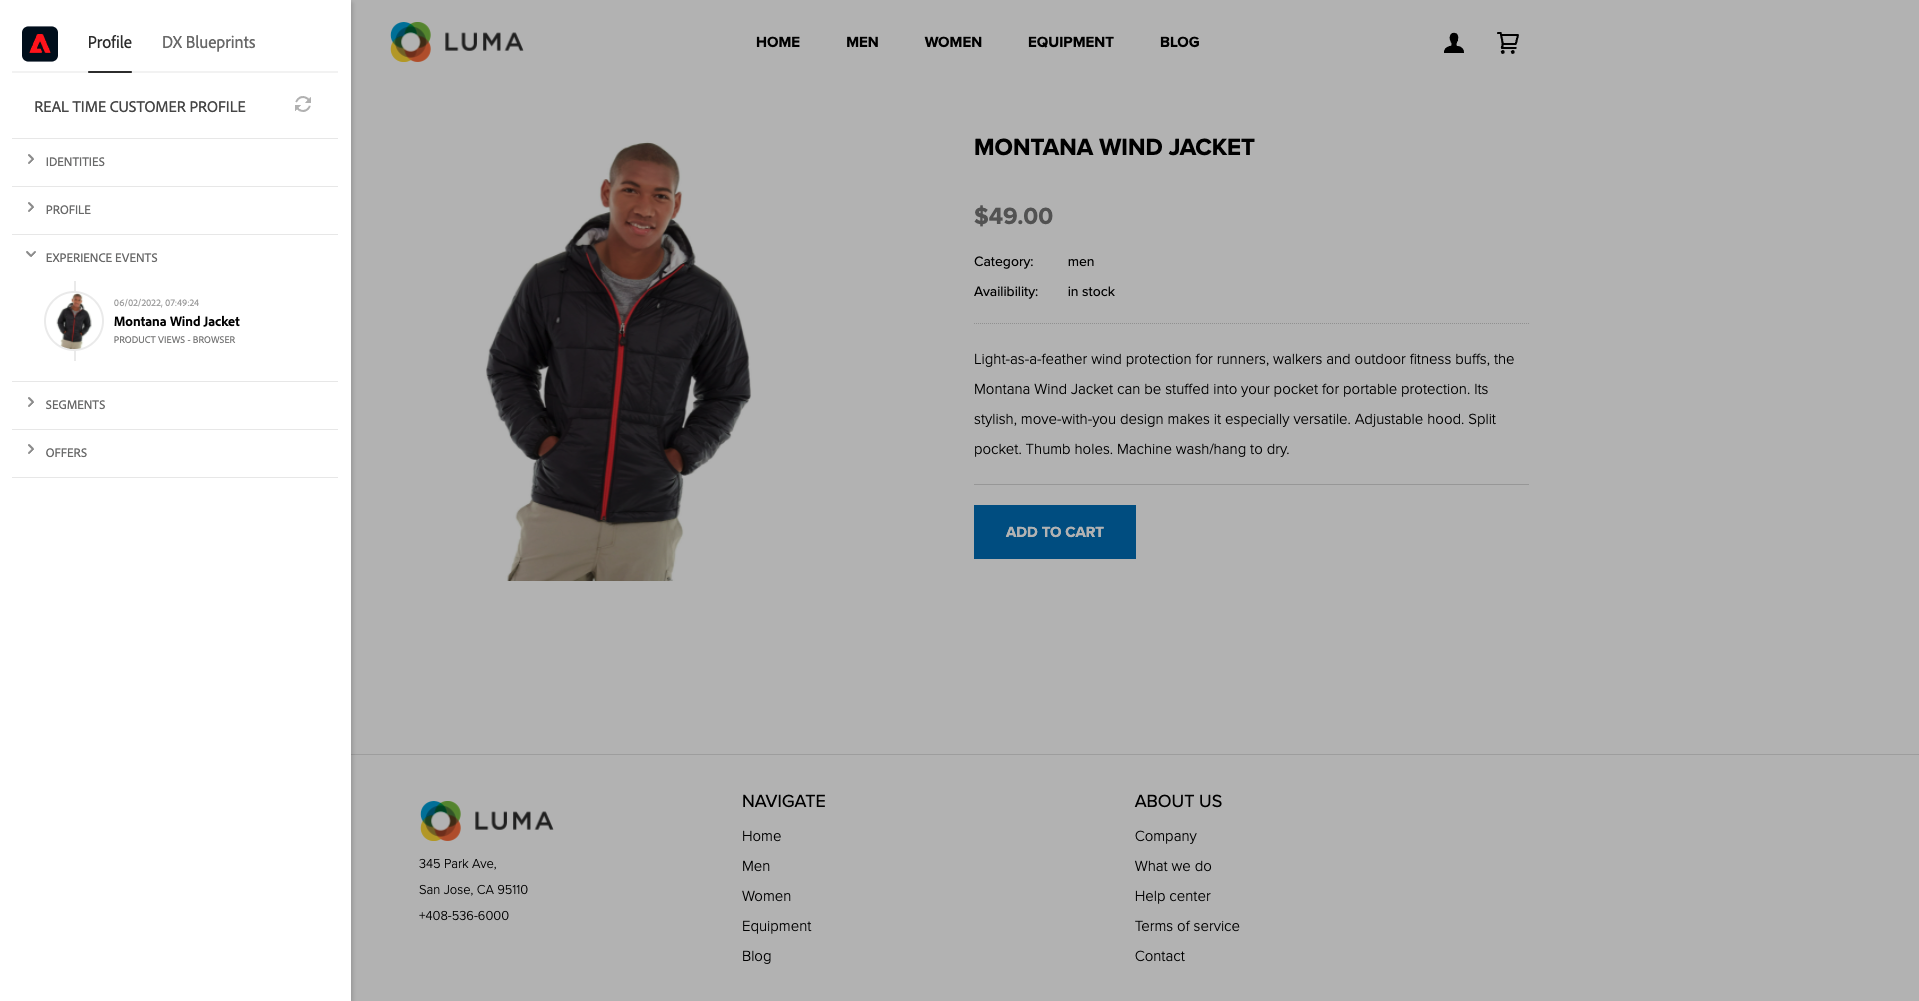 Profile
DX Blueprints
REAL TIME CUSTOMER PROFILE
IDENTITIES
PROFILE
EXPERIENCE EVENTS
06/02/2022, 07:49:24
Montana Wind Jacket
PRODUCT VIEWS - BROWSER
SEGMENTS
OFFERS
LUMA
HOME
MEN
WOMEN
EQUIPMENT
BLOG
MONTANA WIND JACKET
$49.00
Category: men
Availibility: in stock
Light-as-a-feather wind protection for runners, walkers and outdoor fitness buffs, the
Montana Wind Jacket can be stuffed into your pocket for portable protection. Its
stylish, move-with-you design makes it especially versatile. Adjustable hood. Split
pocket. Thumb holes. Machine wash/hang to dry.
ADD TO CART
LUMA
345 Park Ave,
San Jose, CA 95110
+408-536-6000
NAVIGATE
Home
Men
Women
Equipment
Blog
ABOUT US
Company
What we do
Help center
Terms of service
Contact